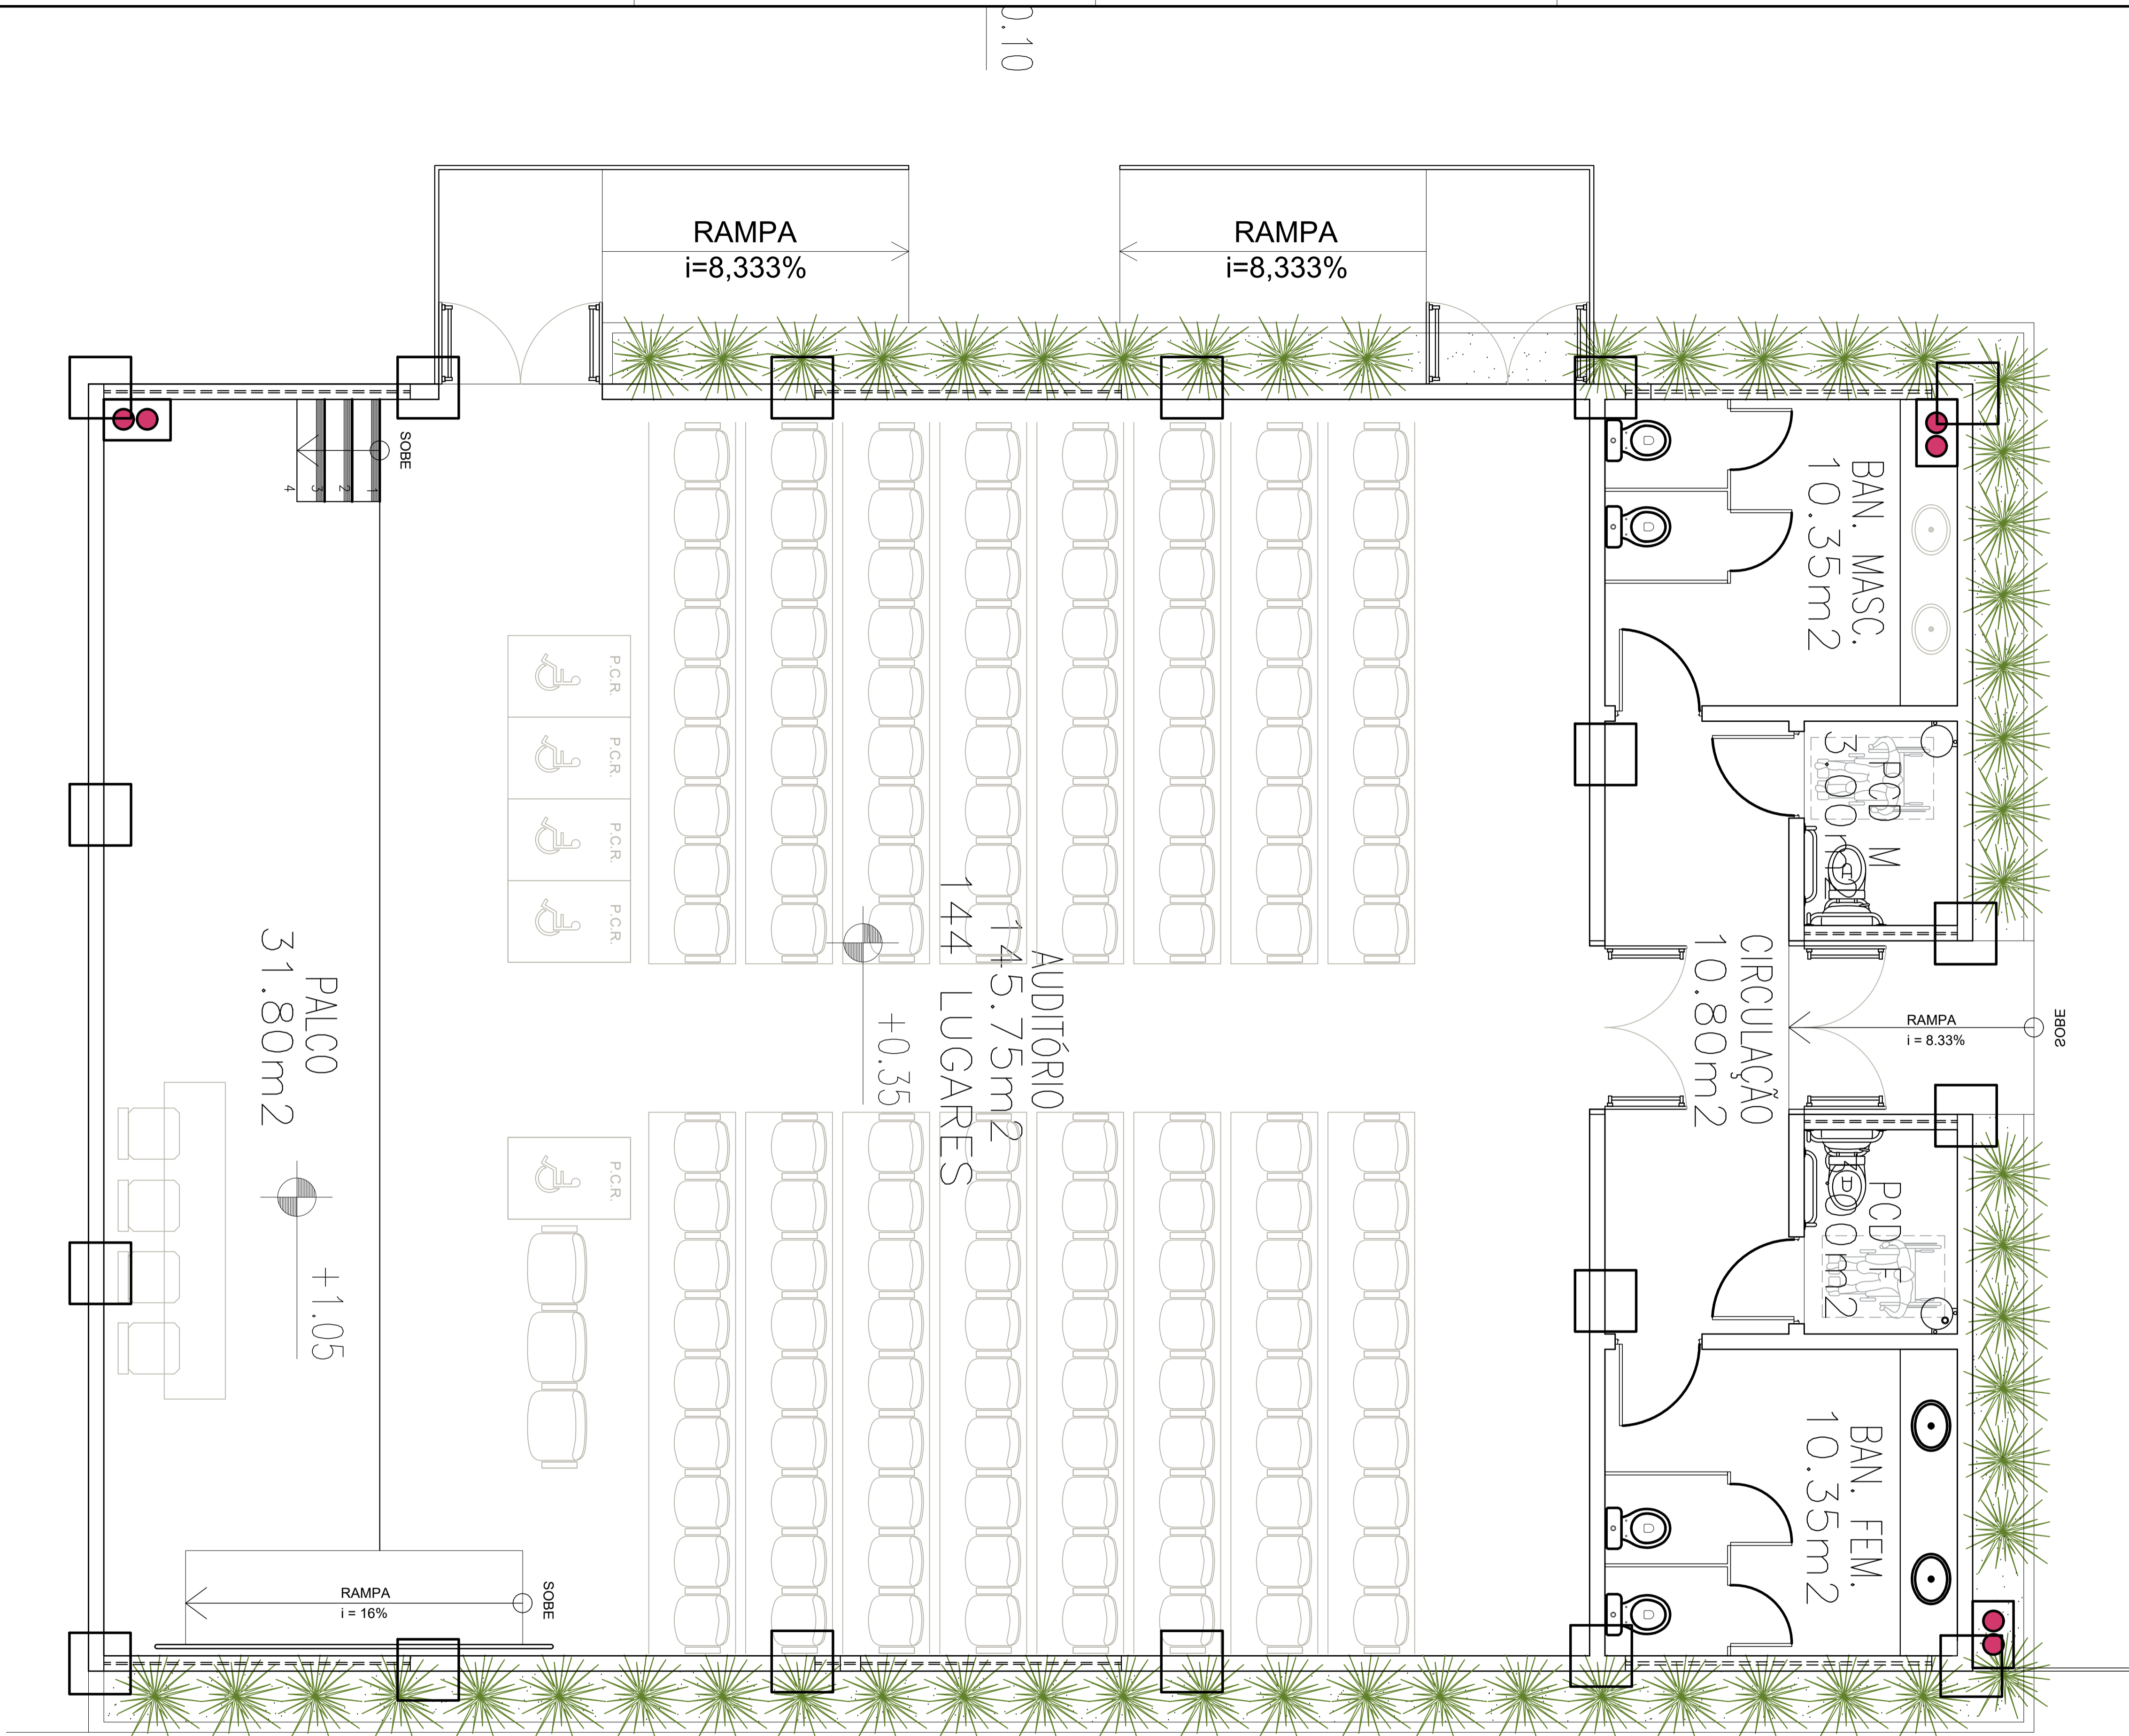 0.10
RAMPA
i=8,333%
RAMPA
i=8,333%
SOBE
4
3
2
1
BAN. MASC.
10.35m2
P.C.R.
P.C.R.
P.C.R.
P.C.R.
PCD M
3.00m2
PALCO
31.80m2
+1.05
AUDITÓRIO
145.75m2
144 LUGARES
+0.35
CIRCULAÇÃO
10.80m2
RAMPA
i = 8.33%
SOBE
P.C.R.
PCD F
3.00m2
BAN. FEM.
10.35m2
RAMPA
i = 16%
SOBE